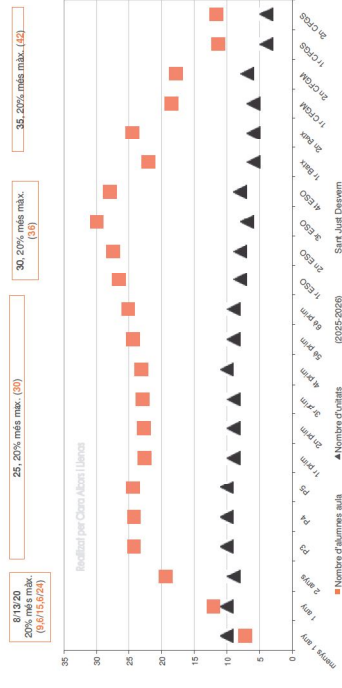 8/13/20
20% més màx.
(9,6/15,6/24)
25, 20% més màx. (30)
30, 20% més màx.
(36)
35, 20% més màx. (42)
Realitzat per Clara Alban i Llanas
35
30
25
20
15
10
5
0
menys 1 any
1 any
2 anys
P3
P4
P5
1r prim
2n prim
3r prim
4t prim
5è prim
6è prim
1r ESO
2n ESO
3r ESO
4t ESO
1r Batx
2n Batx
1r CFGM
2n CFGM
1r CFGS
2n CFGS
Nombre d'alumnes aula
Nombre d'unitats
(2025-2026)
Sant Just Desvern